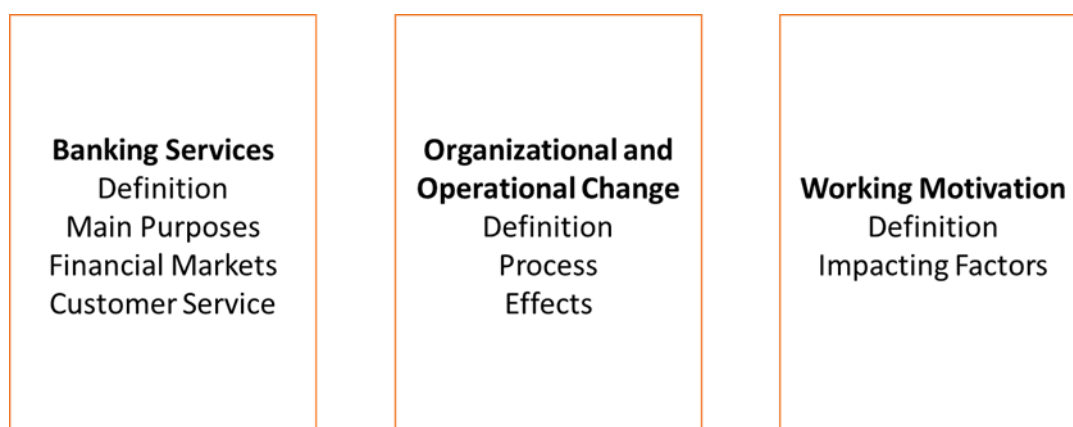 Banking Services
Definition
Main Purposes
Financial Markets
Customer Service
Organizational and
Operational Change
Definition
Process
Effects
Working Motivation
Definition
Impacting Factors